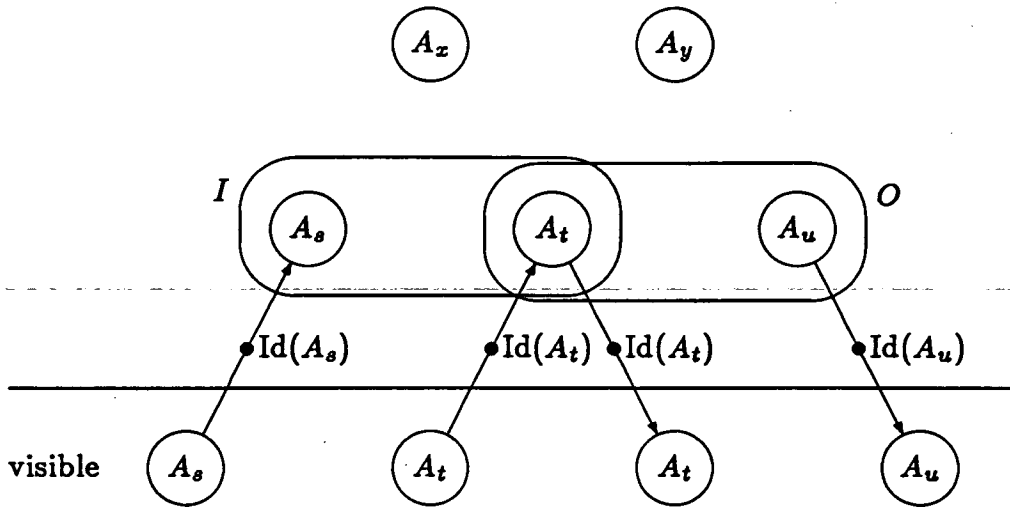 A_x A_y
I A_s A_t A_u O
Id(A_s) Id(A_t) Id(A_t) Id(A_u)
visible A_s A_t A_t A_u